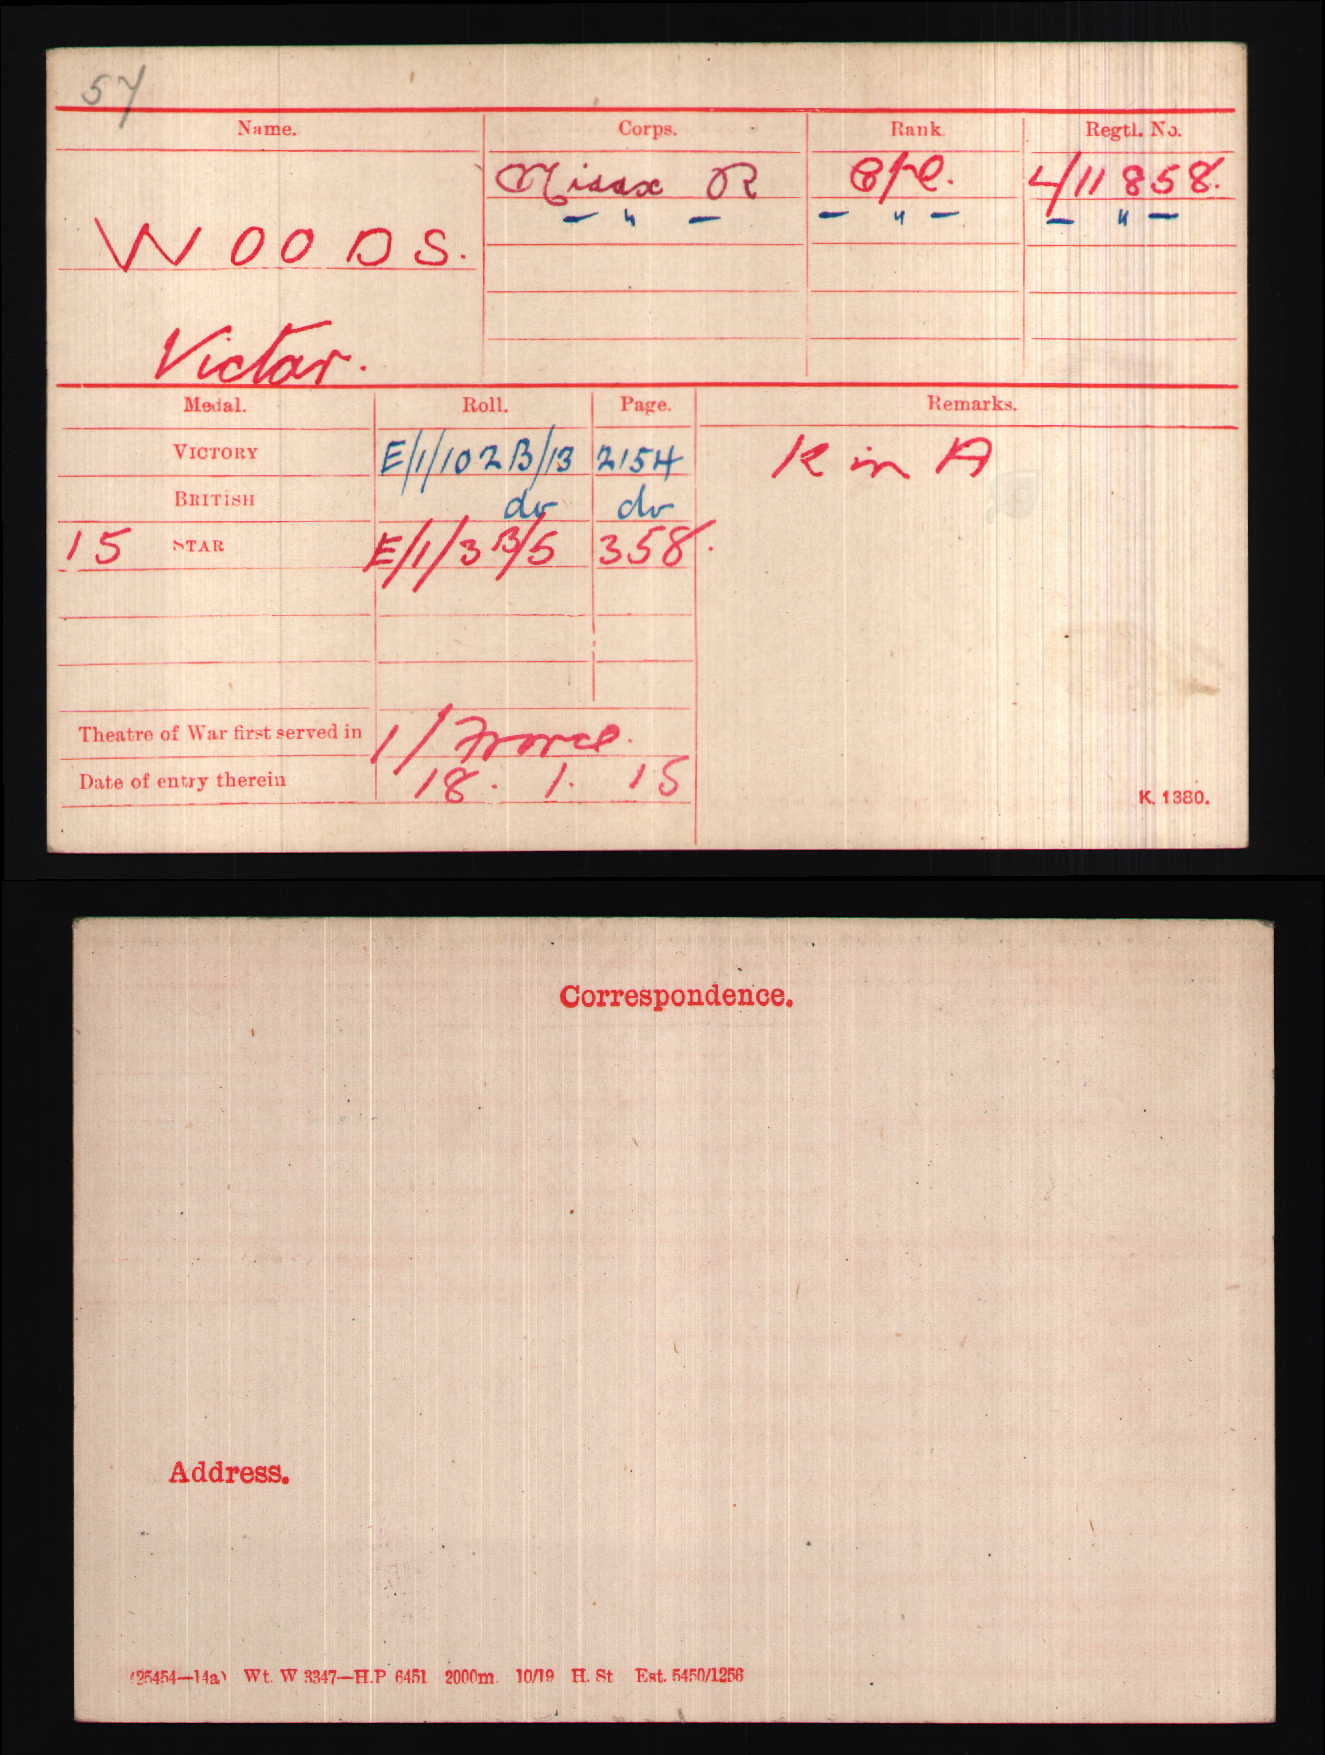 57
Name. Corps. Rank. Regtl. No.
Midsx R Cpl. L/11858.
— " — — " — — " —
WOODS.
Victor.
Medal. Roll. Page. Remarks.
VICTORY E/1/102B/13 2154 K in A
BRITISH do do
15 STAR E/1/3B/5 358.
Theatre of War first served in 1/ France.
Date of entry therein 18. 1. 15
K. 1380.
Correspondence.
Address.
(25454—14a) Wt. W 3347—H.P 6451 2000m. 10/19 H. St Est. 5450/1256